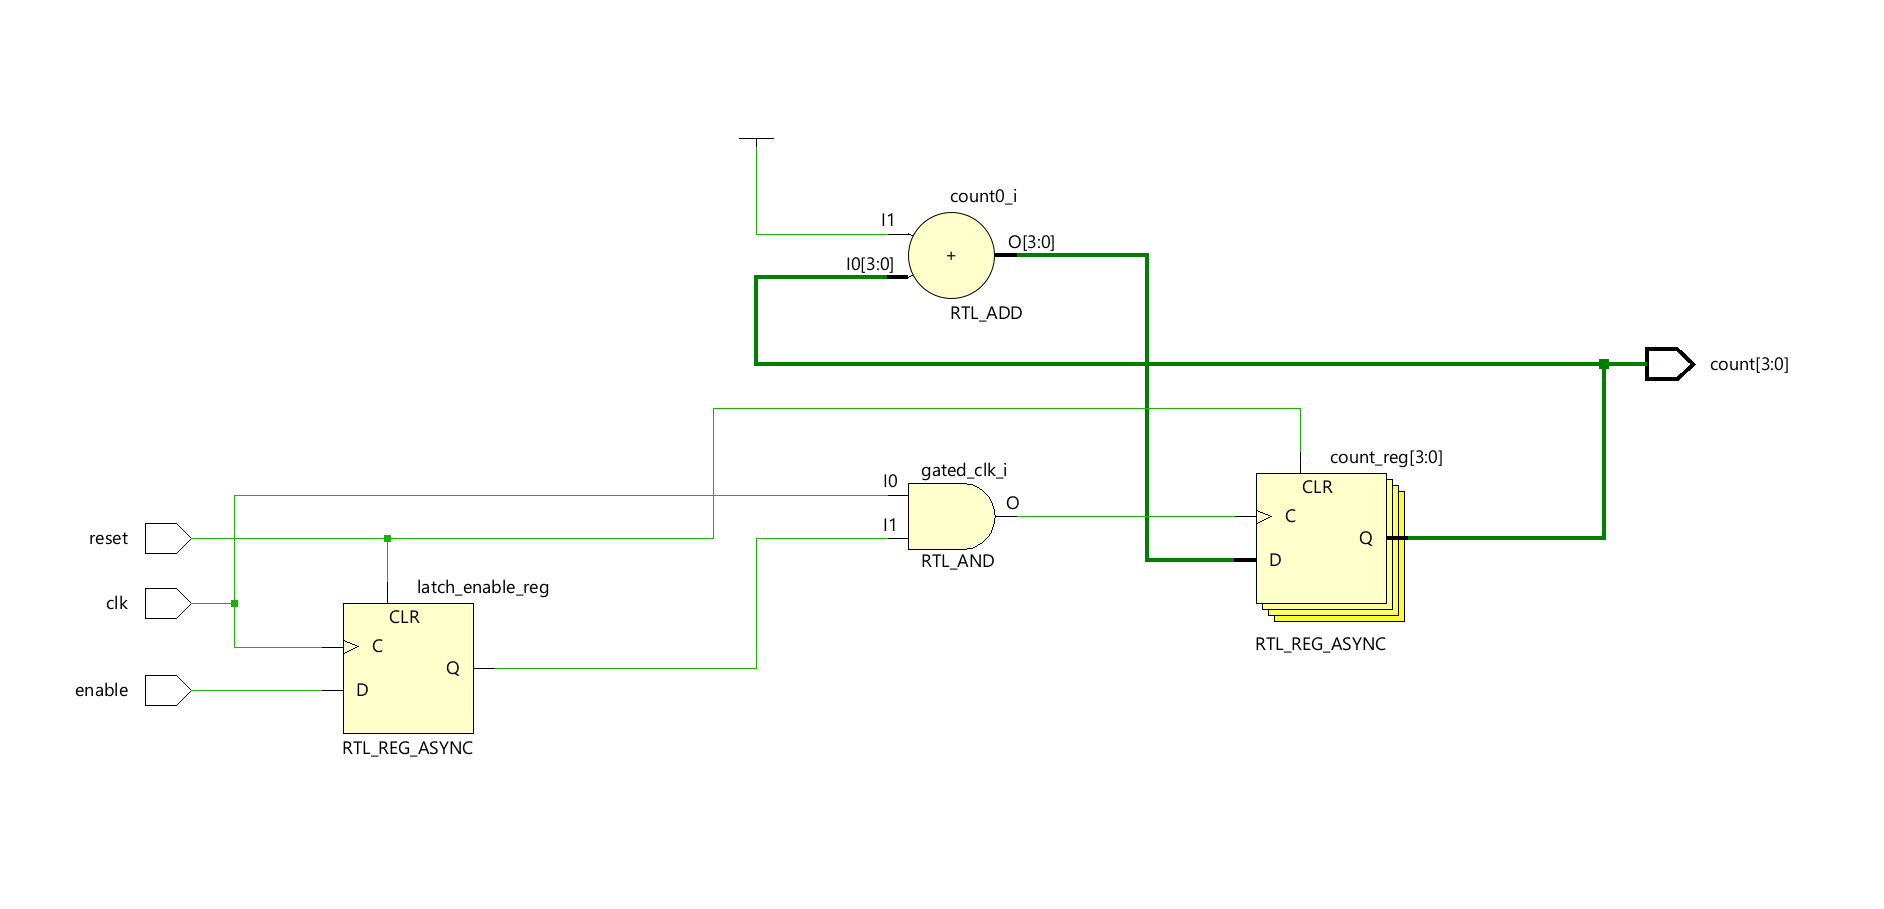 count0_i
I1
O[3:0]
I0[3:0]
+
RTL_ADD
count[3:0]
count_reg[3:0]
gated_clk_i
I0
CLR
O
C
I1
reset
Q
RTL_AND
D
latch_enable_reg
clk
CLR
C
RTL_REG_ASYNC
Q
enable
D
RTL_REG_ASYNC